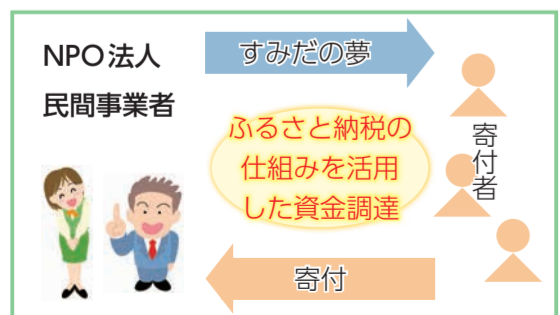 NPO法人
民間事業者
すみだの夢
ふるさと納税の
仕組みを活用
した資金調達
寄付者
寄付